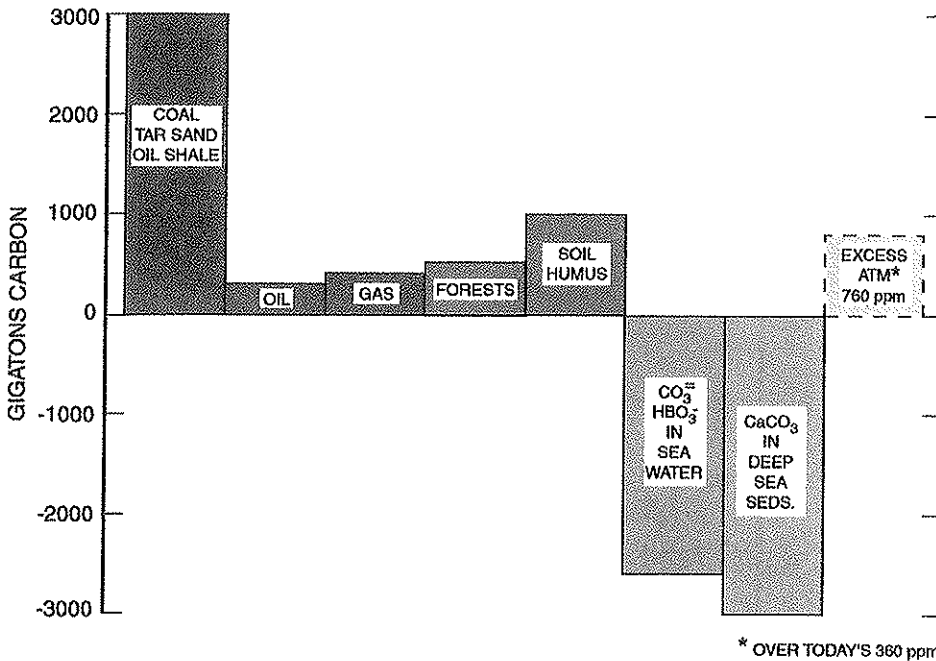 3000
2000
1000
0
-1000
-2000
-3000
GIGATONS CARBON
COAL
TAR SAND
OIL SHALE
OIL
GAS
FORESTS
SOIL
HUMUS
CO₃⁼
HBO₃⁻
IN
SEA
WATER
CaCO₃
IN
DEEP
SEA
SEDS.
EXCESS
ATM*
760 ppm
* OVER TODAY'S 360 ppm